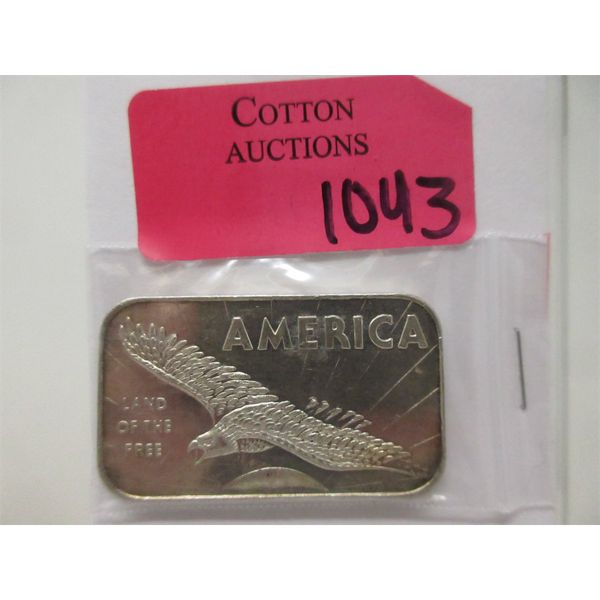 COTTON
AUCTIONS
1043
AMERICA
LAND
OF THE
FREE